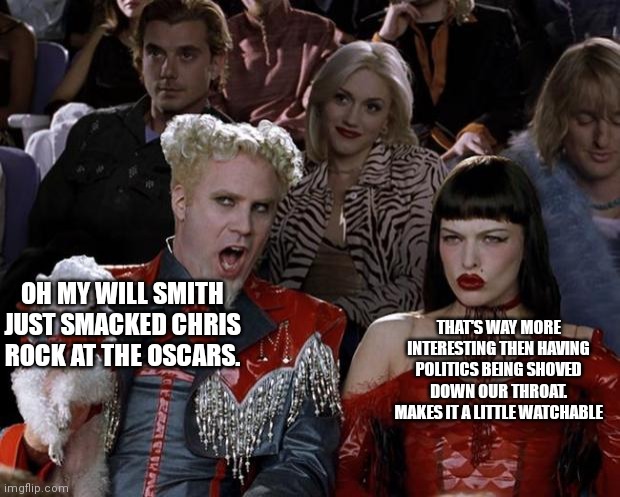 OH MY WILL SMITH
JUST SMACKED CHRIS
ROCK AT THE OSCARS.
THAT'S WAY MORE
INTERESTING THEN HAVING
POLITICS BEING SHOVED
DOWN OUR THROAT.
MAKES IT A LITTLE WATCHABLE
imgflip.com